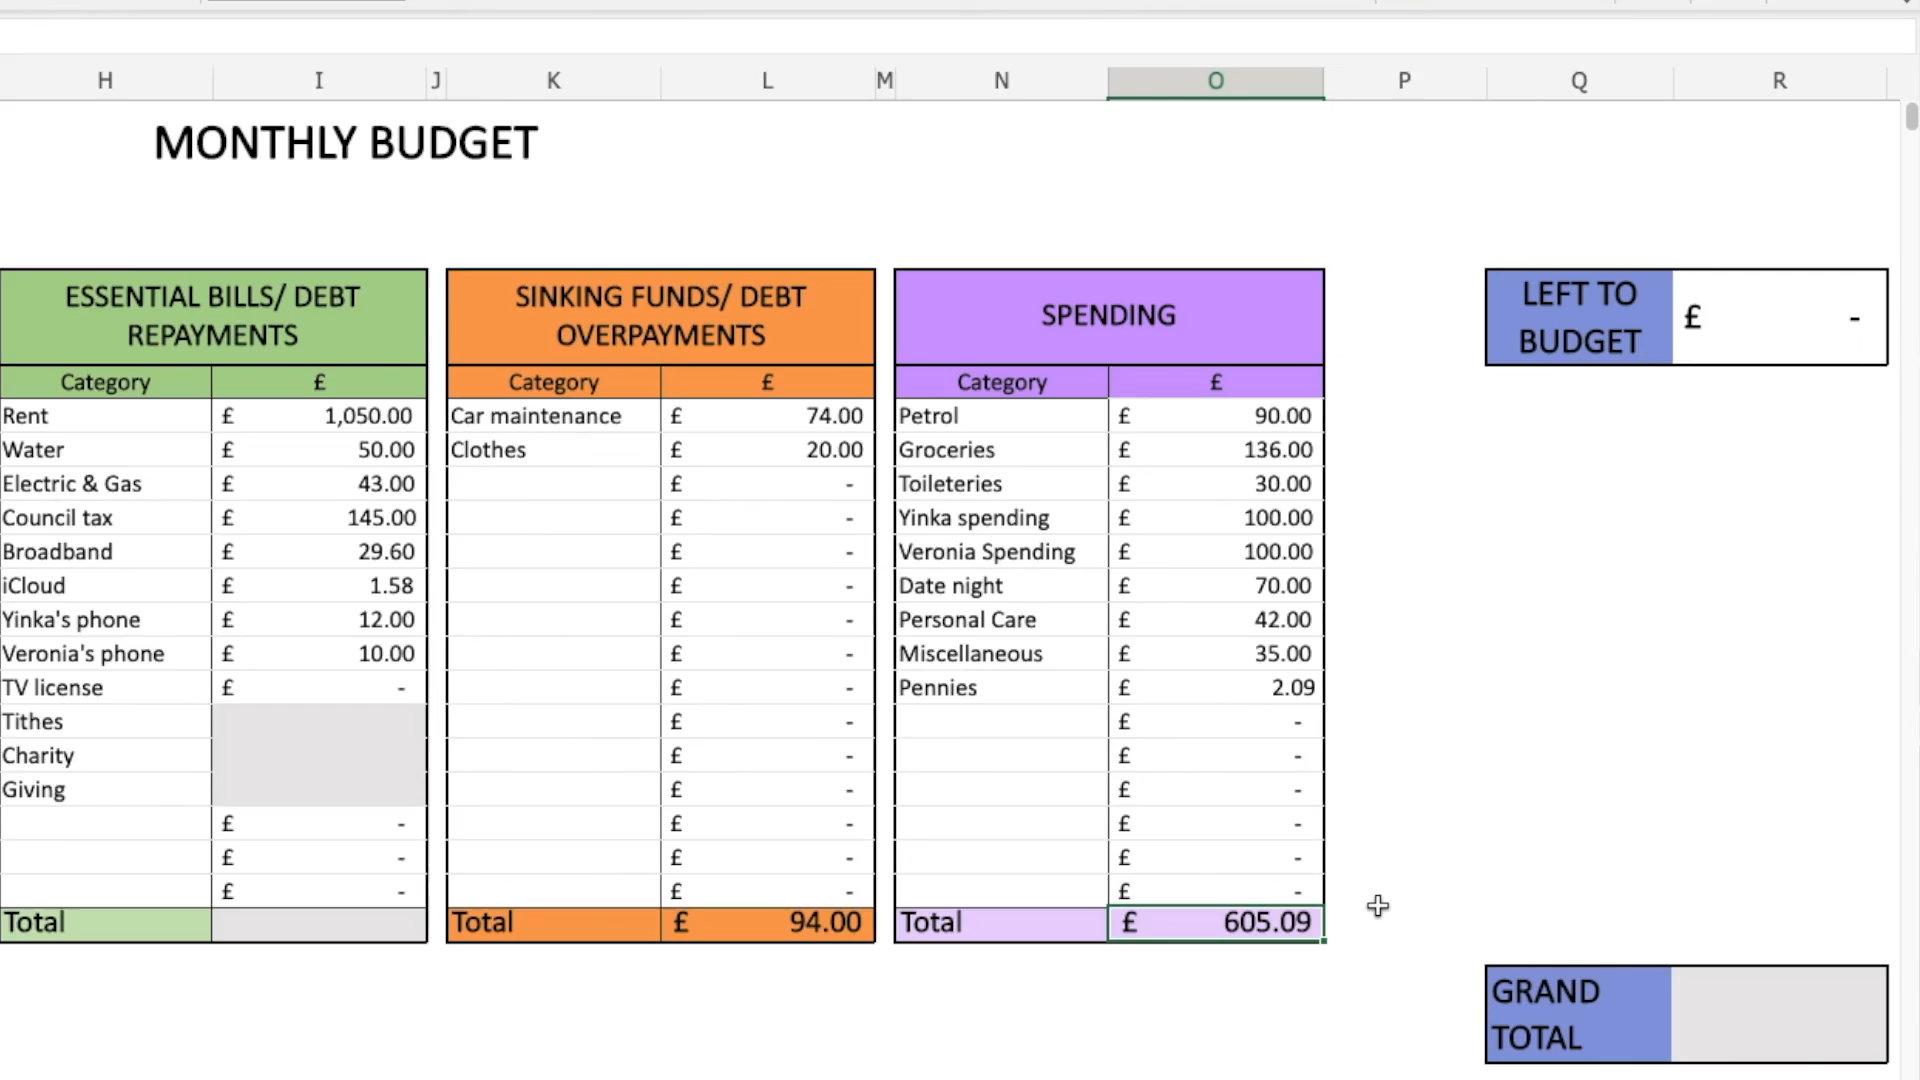 H I J K L M N O P Q R
MONTHLY BUDGET
ESSENTIAL BILLS/ DEBT
REPAYMENTS
Category £
Rent £ 1,050.00
Water £ 50.00
Electric & Gas £ 43.00
Council tax £ 145.00
Broadband £ 29.60
iCloud £ 1.58
Yinka's phone £ 12.00
Veronia's phone £ 10.00
TV license £ -
Tithes
Charity
Giving
£ -
£ -
£ -
Total
SINKING FUNDS/ DEBT
OVERPAYMENTS
Category £
Car maintenance £ 74.00
Clothes £ 20.00
£ -
£ -
£ -
£ -
£ -
£ -
£ -
£ -
£ -
£ -
£ -
£ -
£ -
Total £ 94.00
SPENDING
Category £
Petrol £ 90.00
Groceries £ 136.00
Toileteries £ 30.00
Yinka spending £ 100.00
Veronia Spending £ 100.00
Date night £ 70.00
Personal Care £ 42.00
Miscellaneous £ 35.00
Pennies £ 2.09
£ -
£ -
£ -
£ -
£ -
£ -
Total £ 605.09
LEFT TO
BUDGET
£ -
GRAND
TOTAL